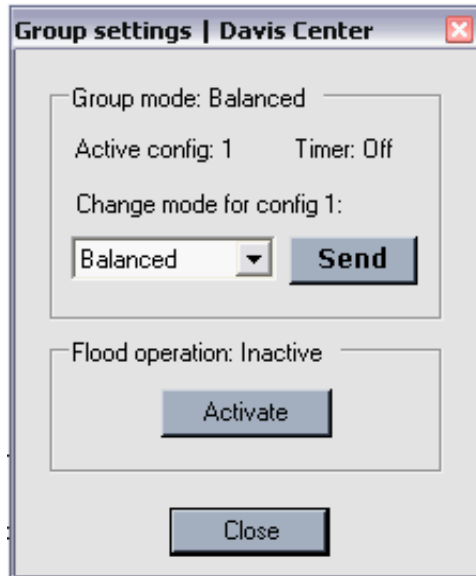 Group settings | Davis Center
Group mode: Balanced
Active config: 1 Timer: Off
Change mode for config 1:
Balanced Send
Flood operation: Inactive
Activate
Close